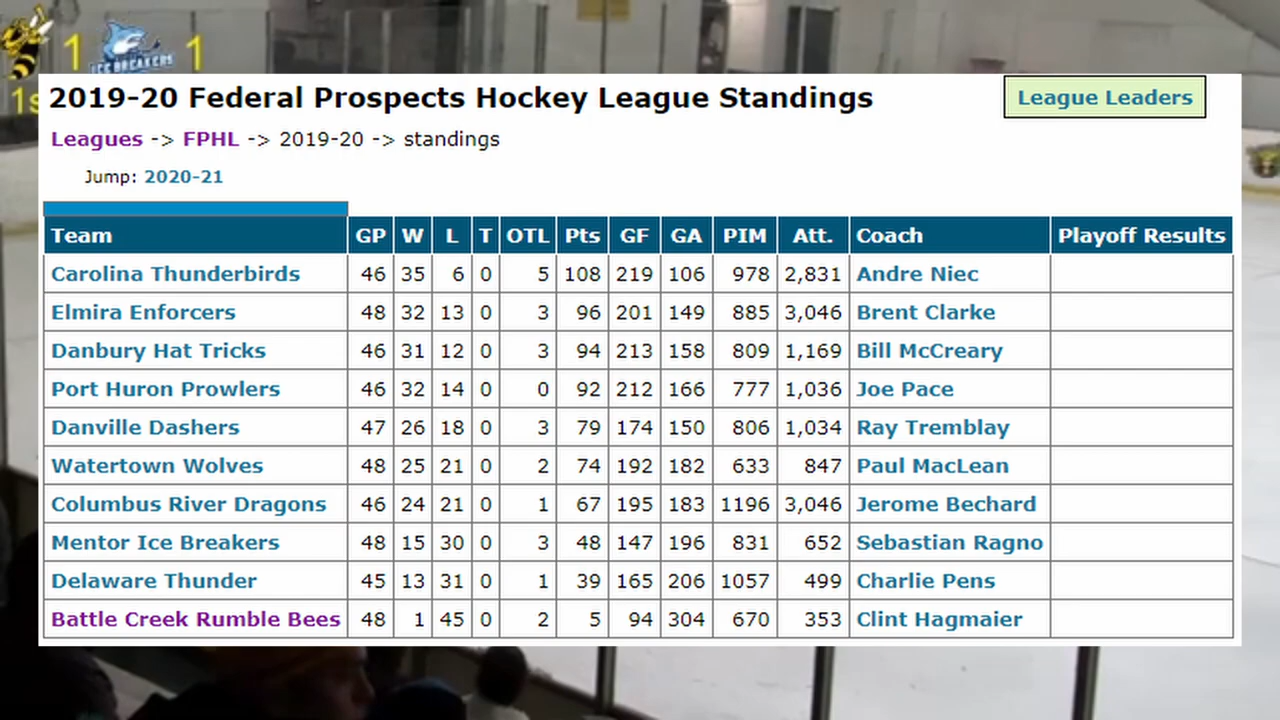 1 ICE BREAKERS 1
1s
2019-20 Federal Prospects Hockey League Standings
League Leaders
Leagues -> FPHL -> 2019-20 -> standings
Jump: 2020-21
Team GP W L T OTL Pts GF GA PIM Att. Coach Playoff Results
Carolina Thunderbirds 46 35 6 0 5 108 219 106 978 2,831 Andre Niec
Elmira Enforcers 48 32 13 0 3 96 201 149 885 3,046 Brent Clarke
Danbury Hat Tricks 46 31 12 0 3 94 213 158 809 1,169 Bill McCreary
Port Huron Prowlers 46 32 14 0 0 92 212 166 777 1,036 Joe Pace
Danville Dashers 47 26 18 0 3 79 174 150 806 1,034 Ray Tremblay
Watertown Wolves 48 25 21 0 2 74 192 182 633 847 Paul MacLean
Columbus River Dragons 46 24 21 0 1 67 195 183 1196 3,046 Jerome Bechard
Mentor Ice Breakers 48 15 30 0 3 48 147 196 831 652 Sebastian Ragno
Delaware Thunder 45 13 31 0 1 39 165 206 1057 499 Charlie Pens
Battle Creek Rumble Bees 48 1 45 0 2 5 94 304 670 353 Clint Hagmaier